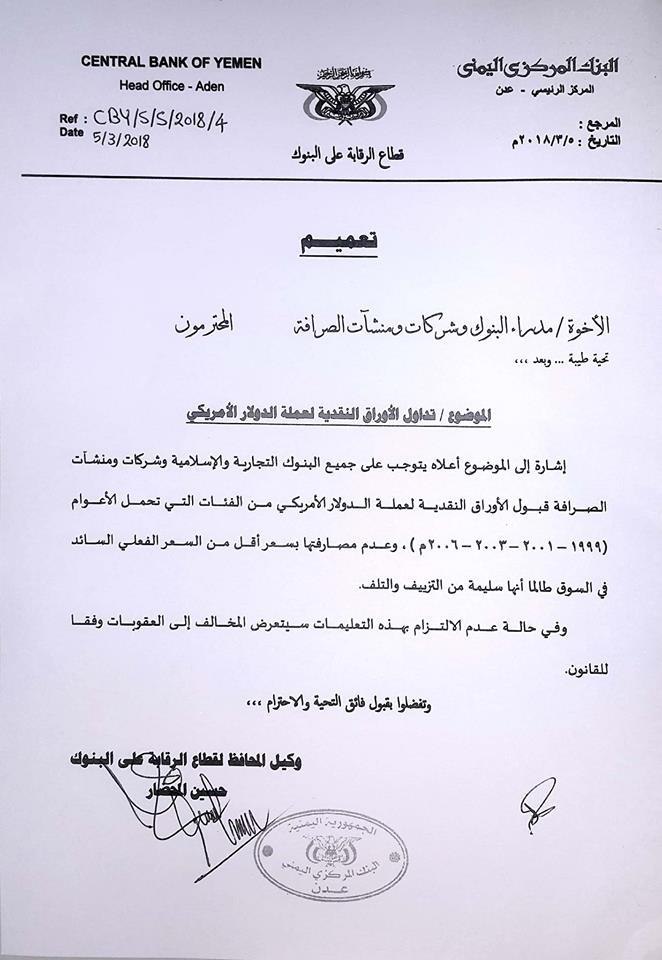 CENTRAL BANK OF YEMEN
Head Office - Aden
Ref : CBY/S/S/2018/4
Date 5/3/2018
البنك المركزي اليمني
المركز الرئيسي - عدن
المرجع :
التاريخ : ٢٠١٨/٣/٥م
قطاع الرقابة على البنوك
تعميم
الأخوة / مدراء البنوك وشركات ومنشآت الصرافة المحترمون
تحية طيبة ... وبعد ,,,
الموضوع / تداول الأوراق النقدية لعملة الدولار الأمريكي
إشارة إلى الموضوع أعلاه يتوجب على جميع البنوك التجارية والإسلامية وشركات ومنشآت
الصرافة قبول الأوراق النقدية لعملة الدولار الأمريكي من الفئات التي تحمل الأعوام
(١٩٩٩ – ٢٠٠١ – ٢٠٠٣ – ٢٠٠٦م) ، وعدم مصارفتها بسعر أقل من السعر الفعلي السائد
في السوق طالما أنها سليمة من التزييف والتلف.
وفي حالة عدم الالتزام بهذه التعليمات سيتعرض المخالف إلى العقوبات وفقا
للقانون.
وتفضلوا بقبول فائق التحية والاحترام ,,,
وكيل المحافظ لقطاع الرقابة على البنوك
حسين المحضار
الجمهورية اليمنية
البنك المركزي اليمني
عدن